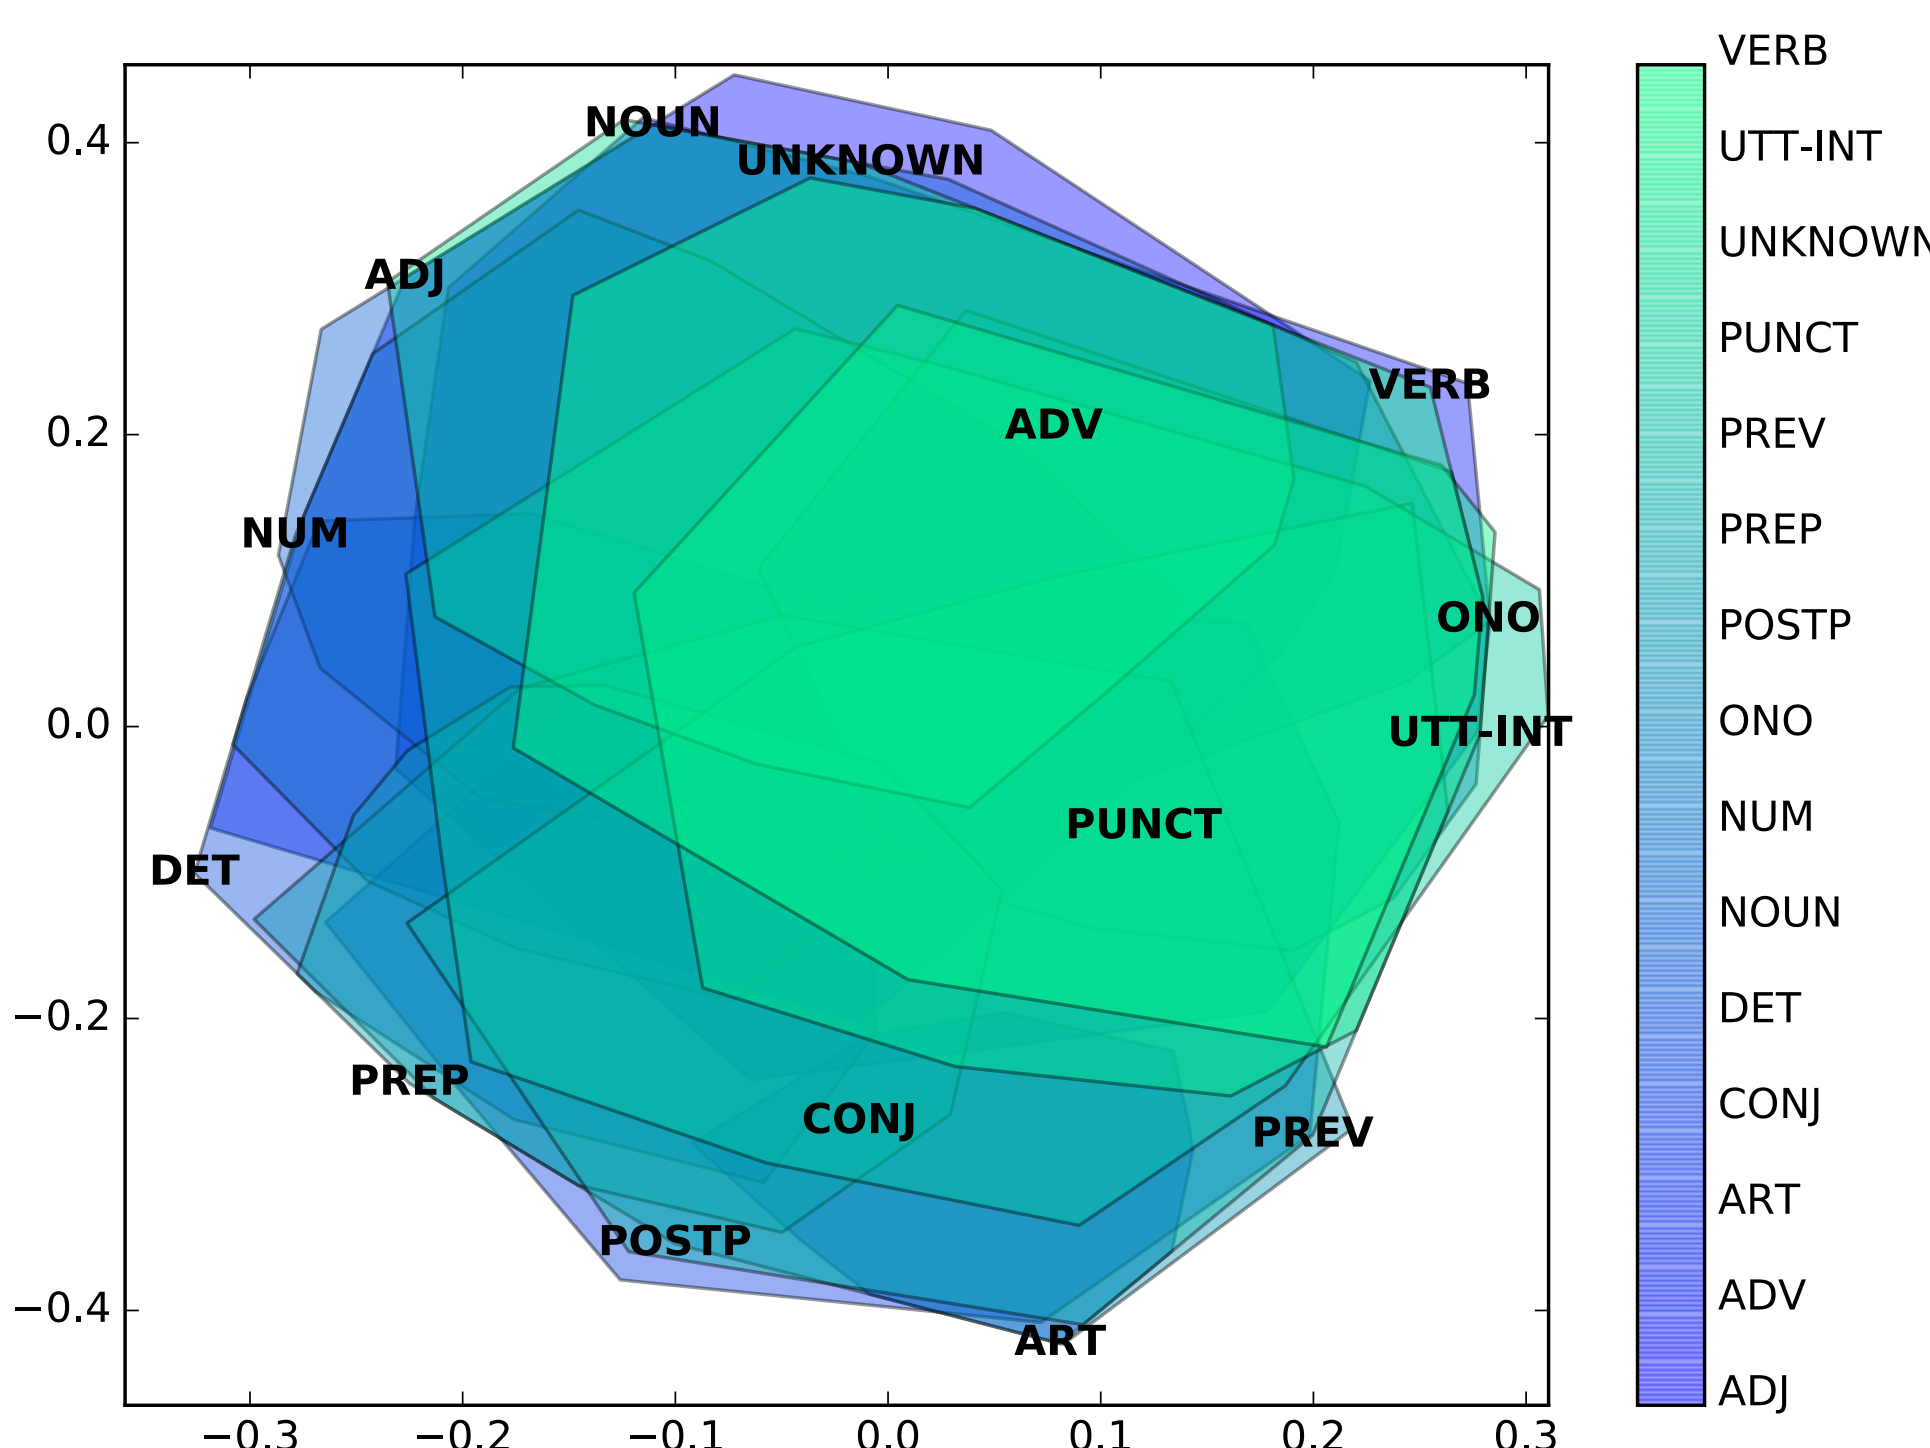 NOUN
UNKNOWN
ADJ
VERB
ADV
NUM
ONO
UTT-INT
PUNCT
DET
PREP
CONJ
PREV
POSTP
ART
0.4
0.2
0.0
−0.2
−0.4
−0.3 −0.2 −0.1 0.0 0.1 0.2 0.3
VERB
UTT-INT
UNKNOWN
PUNCT
PREV
PREP
POSTP
ONO
NUM
NOUN
DET
CONJ
ART
ADV
ADJ